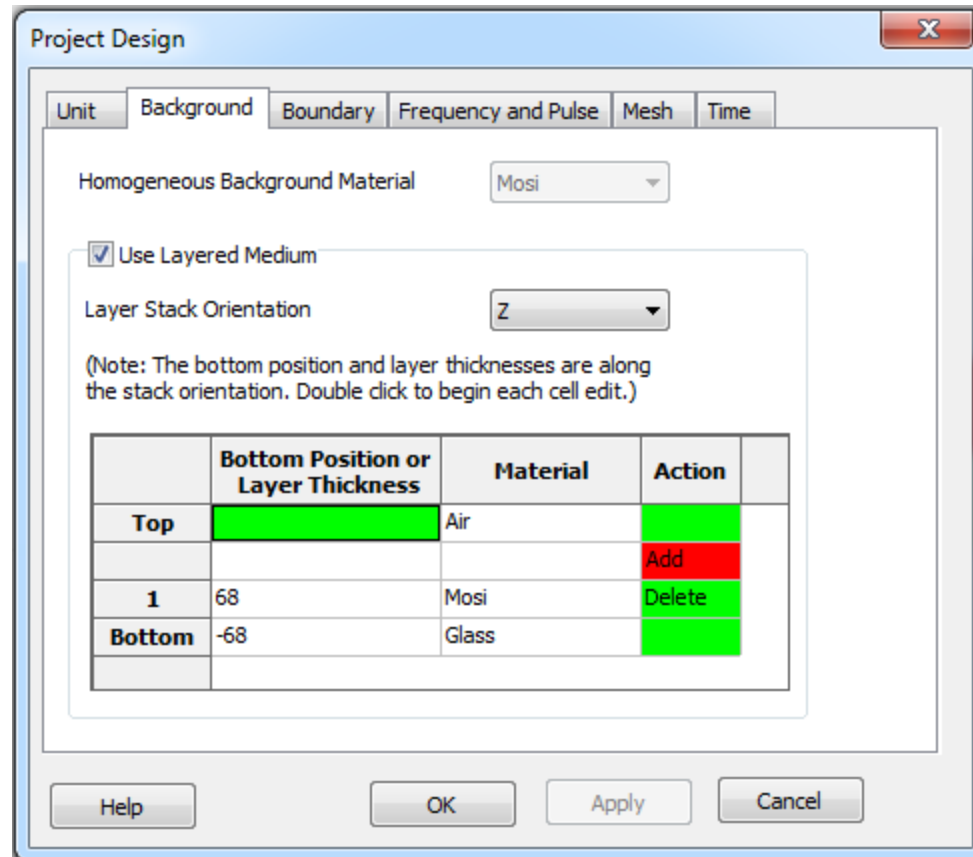 Project Design
Unit Background Boundary Frequency and Pulse Mesh Time
Homogeneous Background Material Mosi
Use Layered Medium
Layer Stack Orientation Z
(Note: The bottom position and layer thicknesses are along
the stack orientation. Double click to begin each cell edit.)
Bottom Position or
Layer Thickness Material Action
Top Air
Add
1 68 Mosi Delete
Bottom -68 Glass
Help OK Apply Cancel